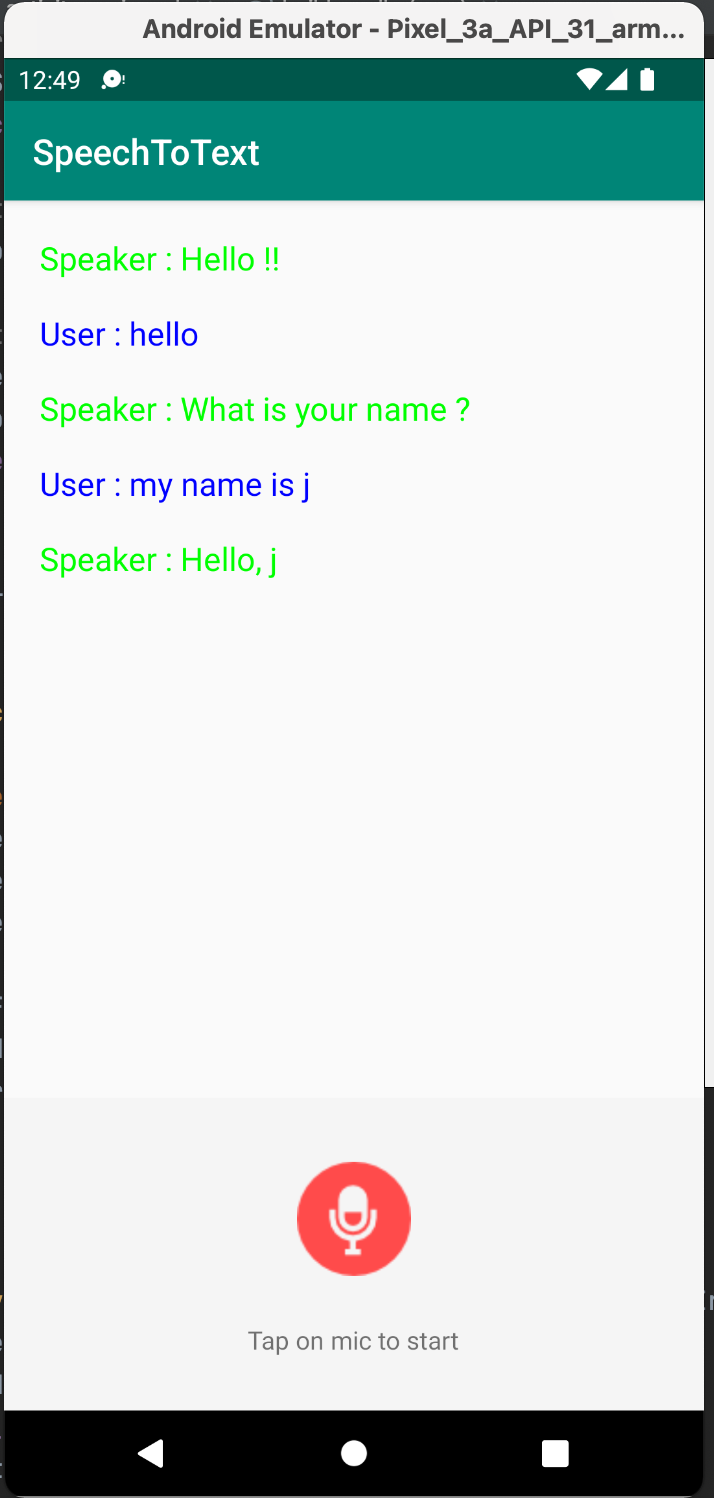 Android Emulator - Pixel_3a_API_31_arm...
12:49
SpeechToText
Speaker : Hello !!
User : hello
Speaker : What is your name ?
User : my name is j
Speaker : Hello, j
Tap on mic to start